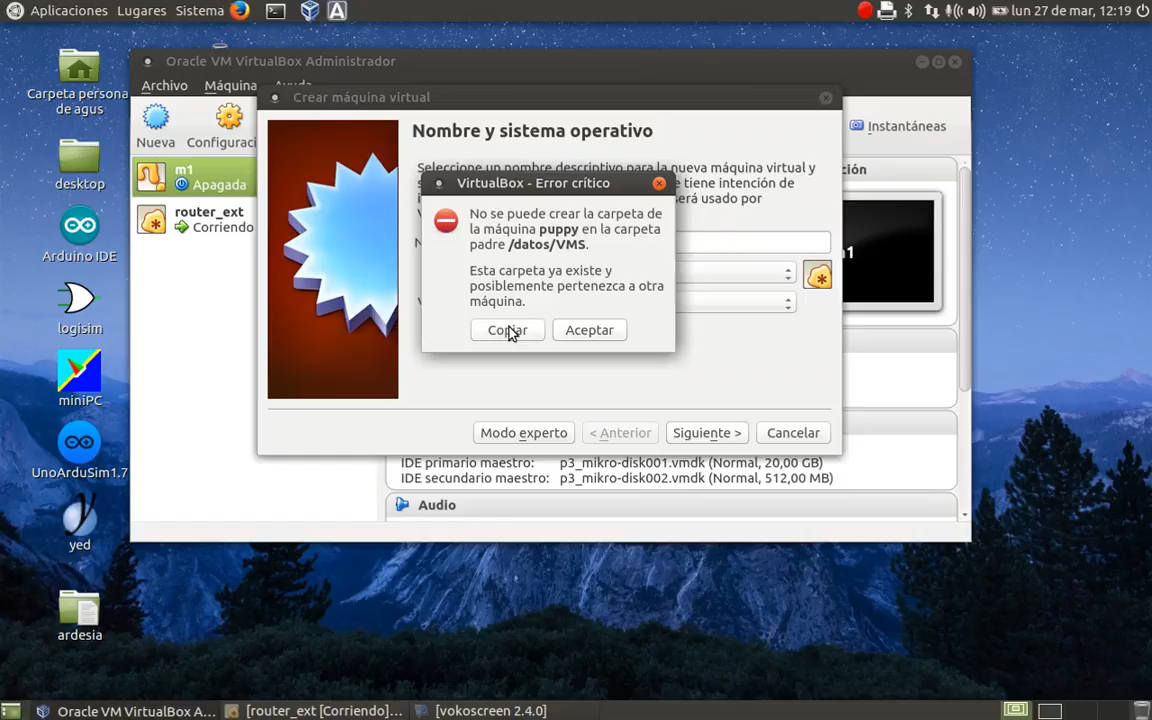 Aplicaciones Lugares Sistema
lun 27 de mar, 12:19
Carpeta persona
de agus
desktop
Arduino IDE
logisim
miniPC
UnoArduSim1.7
yed
ardesia
Oracle VM VirtualBox Administrador
Archivo Máquina Ayuda
Nueva
Configuraci
Instantáneas
m1
Apagada
router_ext
Corriendo
Crear máquina virtual
Nombre y sistema operativo
Seleccione un nombre descriptivo para la nueva máquina virtual y
s
tiene intención de
será usado por
V
N
V
VirtualBox - Error crítico
No se puede crear la carpeta de
la máquina puppy en la carpeta
padre /datos/VMS.
Esta carpeta ya existe y
posiblemente pertenezca a otra
máquina.
Copiar Aceptar
Modo experto < Anterior Siguiente > Cancelar
ción
m1
IDE primario maestro: p3_mikro-disk001.vmdk (Normal, 20,00 GB)
IDE secundario maestro: p3_mikro-disk002.vmdk (Normal, 512,00 MB)
Audio
Oracle VM VirtualBox A...
[router_ext [Corriendo]...
[vokoscreen 2.4.0]